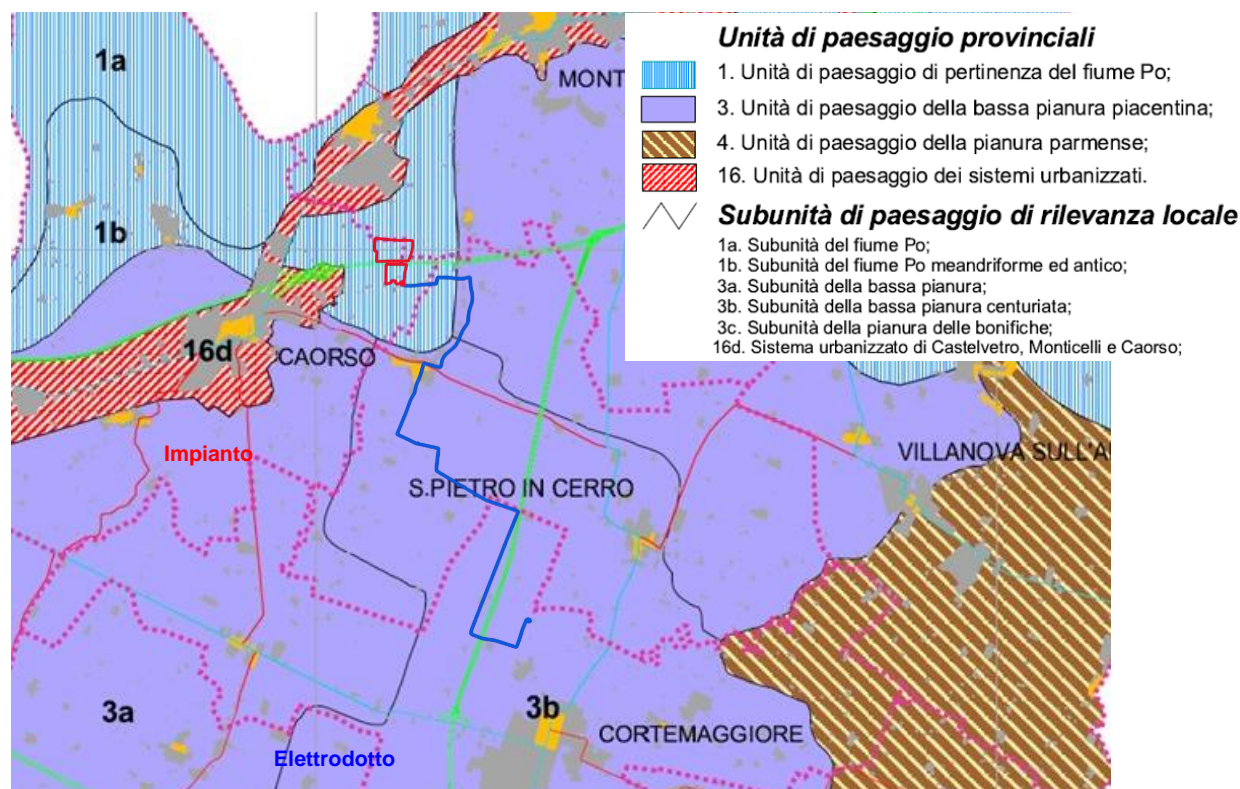 Unità di paesaggio provinciali
1. Unità di paesaggio di pertinenza del fiume Po;
3. Unità di paesaggio della bassa pianura piacentina;
4. Unità di paesaggio della pianura parmense;
16. Unità di paesaggio dei sistemi urbanizzati.
Subunità di paesaggio di rilevanza locale
1a. Subunità del fiume Po;
1b. Subunità del fiume Po meandriforme ed antico;
3a. Subunità della bassa pianura;
3b. Subunità della bassa pianura centuriata;
3c. Subunità della pianura delle bonifiche;
16d. Sistema urbanizzato di Castelvetro, Monticelli e Caorso;
1a
MONT
1b
16d
CAORSO
Impianto
VILLANOVA SULL'A
S.PIETRO IN CERRO
3a
3b
CORTEMAGGIORE
Elettrodotto